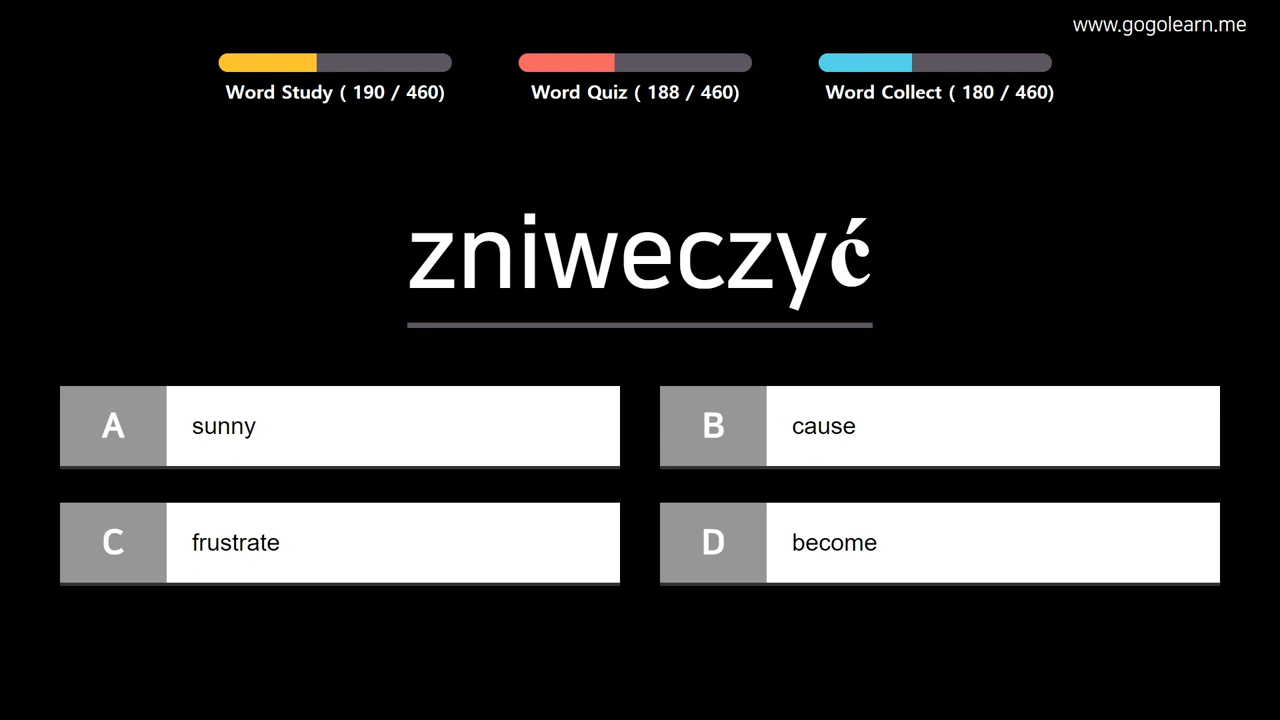 www.gogolearn.me
Word Study ( 190 / 460)
Word Quiz ( 188 / 460)
Word Collect ( 180 / 460)
zniweczyć
A sunny
B cause
C frustrate
D become